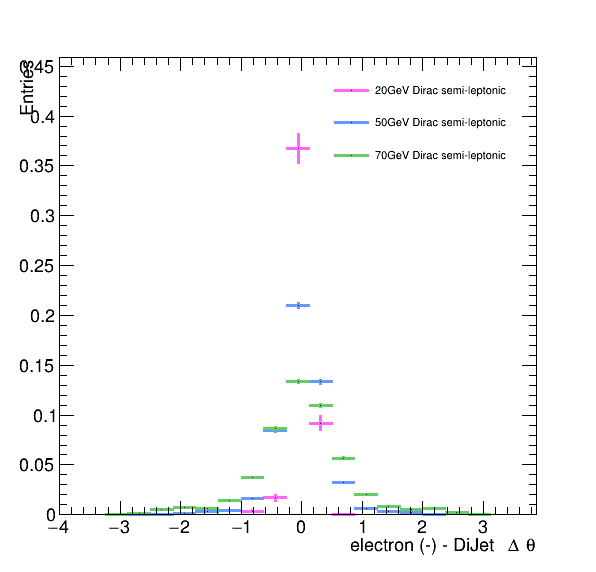 Entries
0.45
0.4
0.35
0.3
0.25
0.2
0.15
0.1
0.05
0
20GeV Dirac semi-leptonic
50GeV Dirac semi-leptonic
70GeV Dirac semi-leptonic
−4 −3 −2 −1 0 1 2 3
electron (-) - DiJet Δ θ